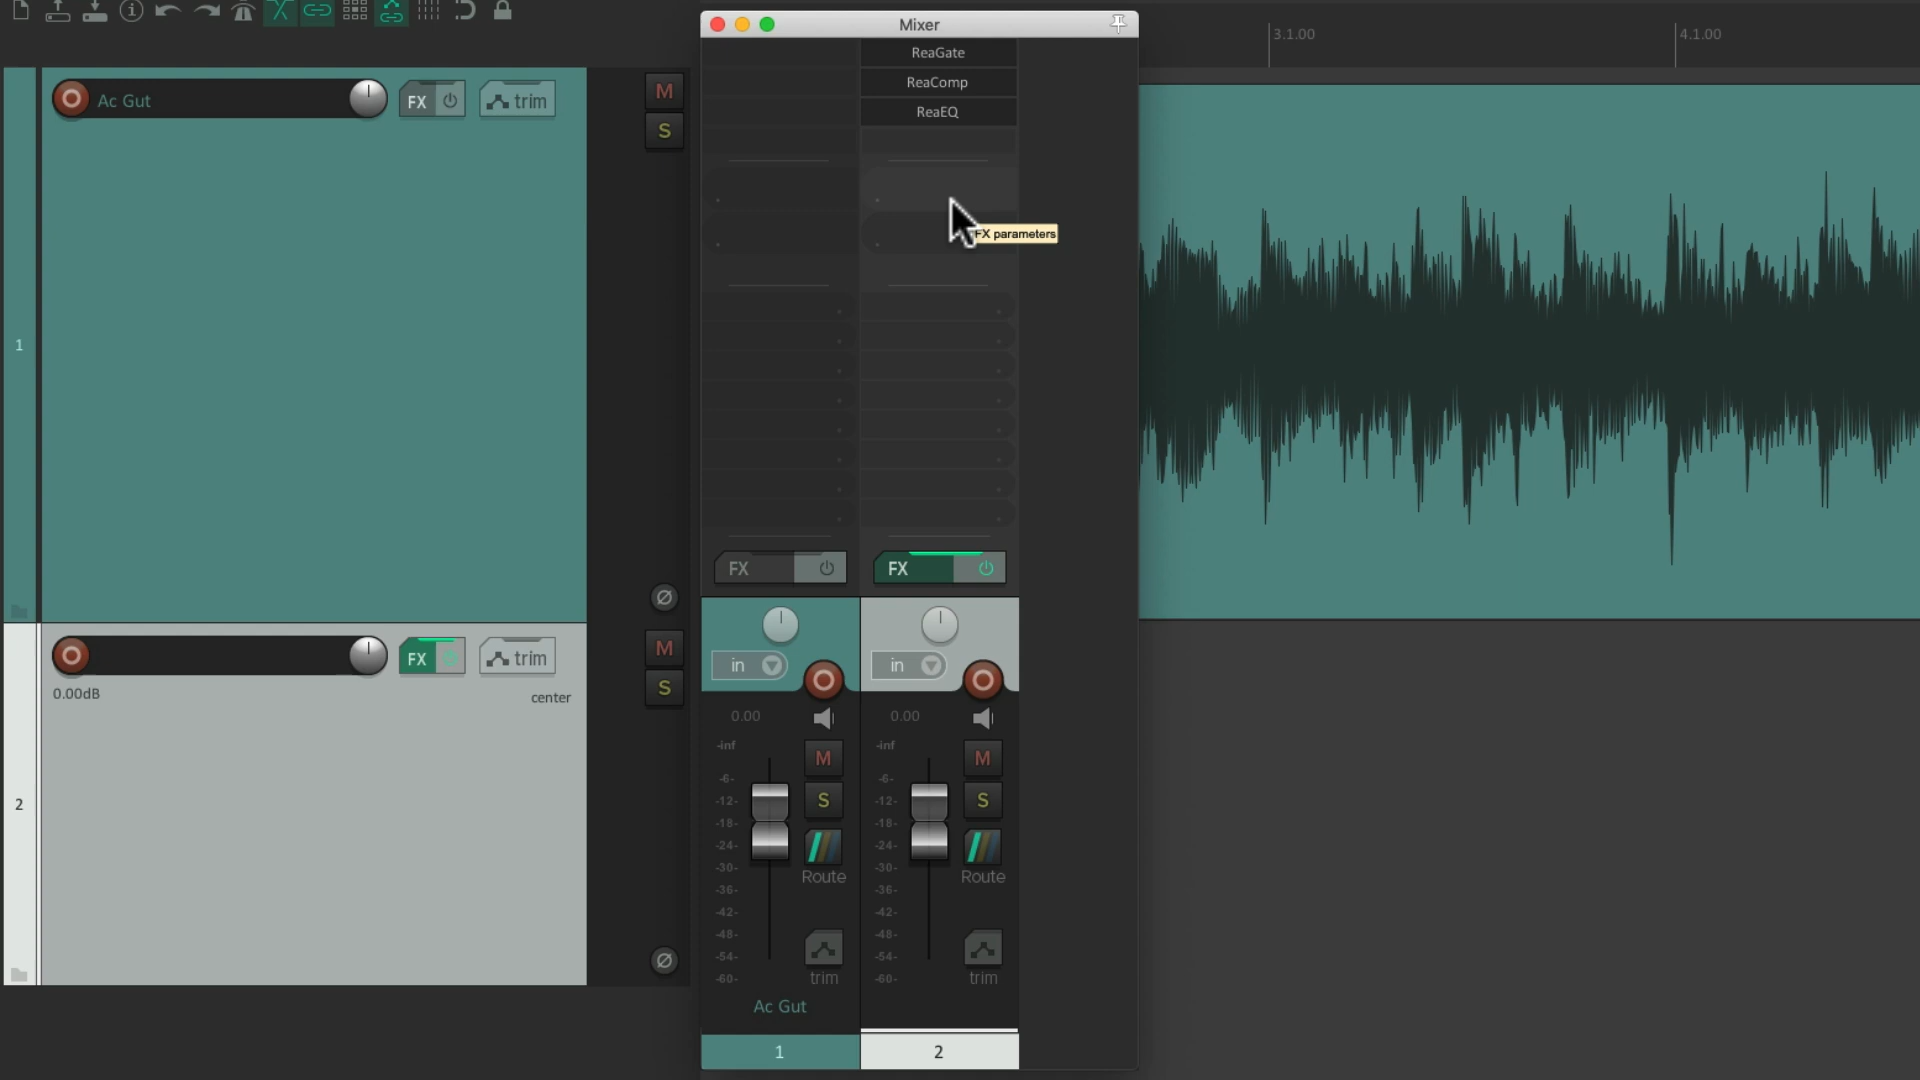 Mixer
3.1.00
4.1.00
Ac Gut
FX
trim
M
S
ReaGate
ReaComp
ReaEQ
FX parameters
1
Ø
FX
FX
in
in
FX
trim
M
S
0.00dB
center
2
0.00
-inf
-6-
-12-
-18-
-24-
-30-
-36-
-42-
-48-
-54-
-60-
M
S
Route
trim
Ac Gut
1
0.00
-inf
-6-
-12-
-18-
-24-
-30-
-36-
-42-
-48-
-54-
-60-
M
S
Route
trim
2
Ø